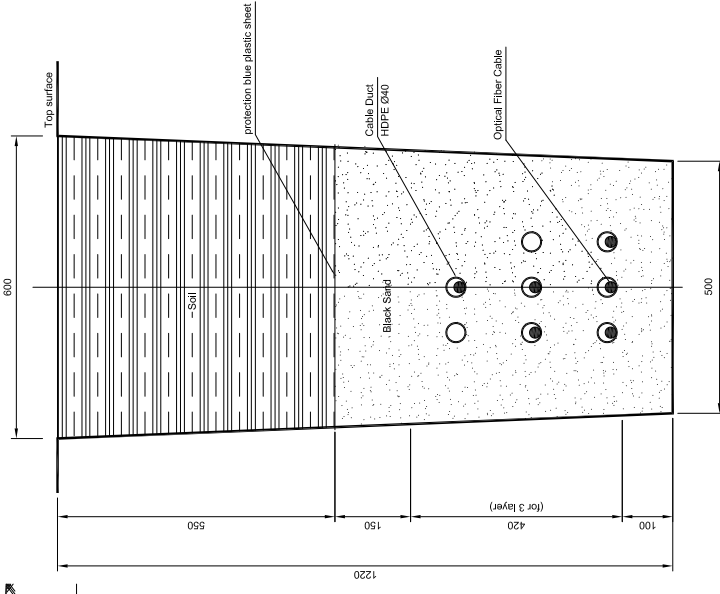 Top surface
protection blue plastic sheet
Cable Duct
HDPE Ø40
Optical Fiber Cable
600
Soil
Black Sand
500
550
150
420
(for 3 layer)
100
1220